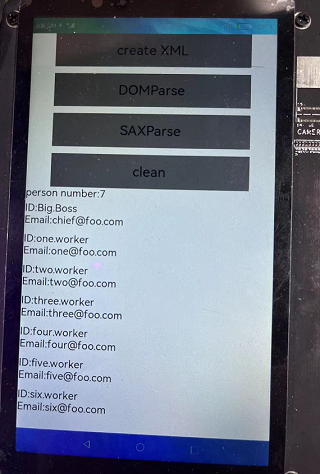 create XML
DOMParse
SAXParse
clean
person number:7
ID:Big.Boss
Email:chief@foo.com
ID:one.worker
Email:one@foo.com
ID:two.worker
Email:two@foo.com
ID:three.worker
Email:three@foo.com
ID:four.worker
Email:four@foo.com
ID:five.worker
Email:five@foo.com
ID:six.worker
Email:six@foo.com